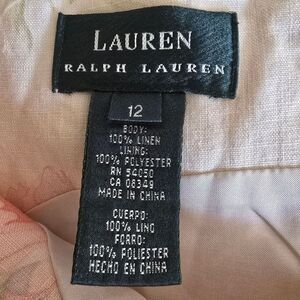 LAUREN
RALPH LAUREN
12
BODY:
100% LINEN
LINING:
100% POLYESTER
RN 54050
CA 08349
MADE IN CHINA
CUERPO:
100% LINO
FORRO:
100% POLIESTER
HECHO EN CHINA